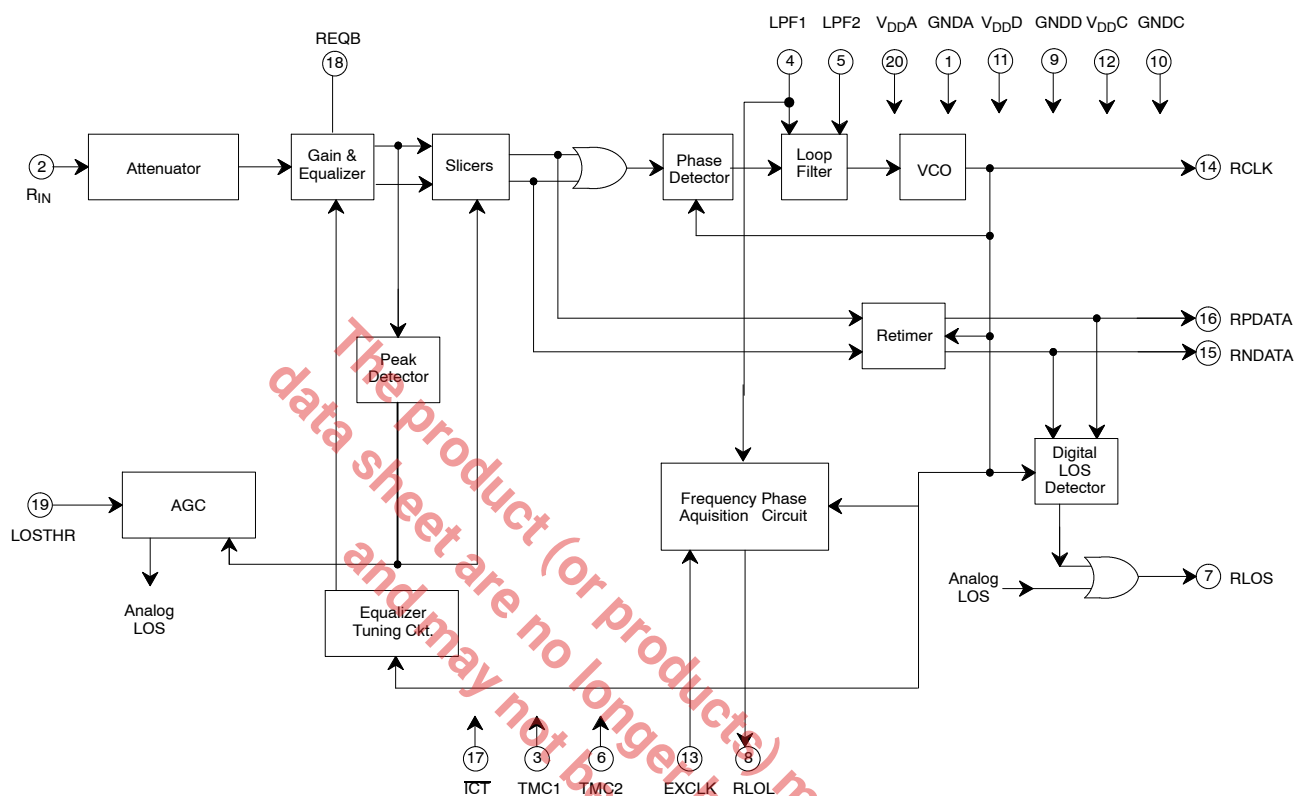 LPF1 LPF2 VDDA GNDA VDDD GNDD VDDC GNDC
REQB
18
4 5 20 1 11 9 12 10
2
RIN
Attenuator
Gain &
Equalizer
Slicers
Phase
Detector
Loop
Filter
VCO
14 RCLK
Retimer
16 RPDATA
15 RNDATA
Peak
Detector
Digital
LOS
Detector
19
LOSTHR
AGC
Frequency Phase
Aquisition Circuit
Analog
LOS
Equalizer
Tuning Ckt.
Analog
LOS
7 RLOS
17 3 6 13 8
ICT TMC1 TMC2 EXCLK RLOL
The product (or products) m
data sheet are no longer
and may not be